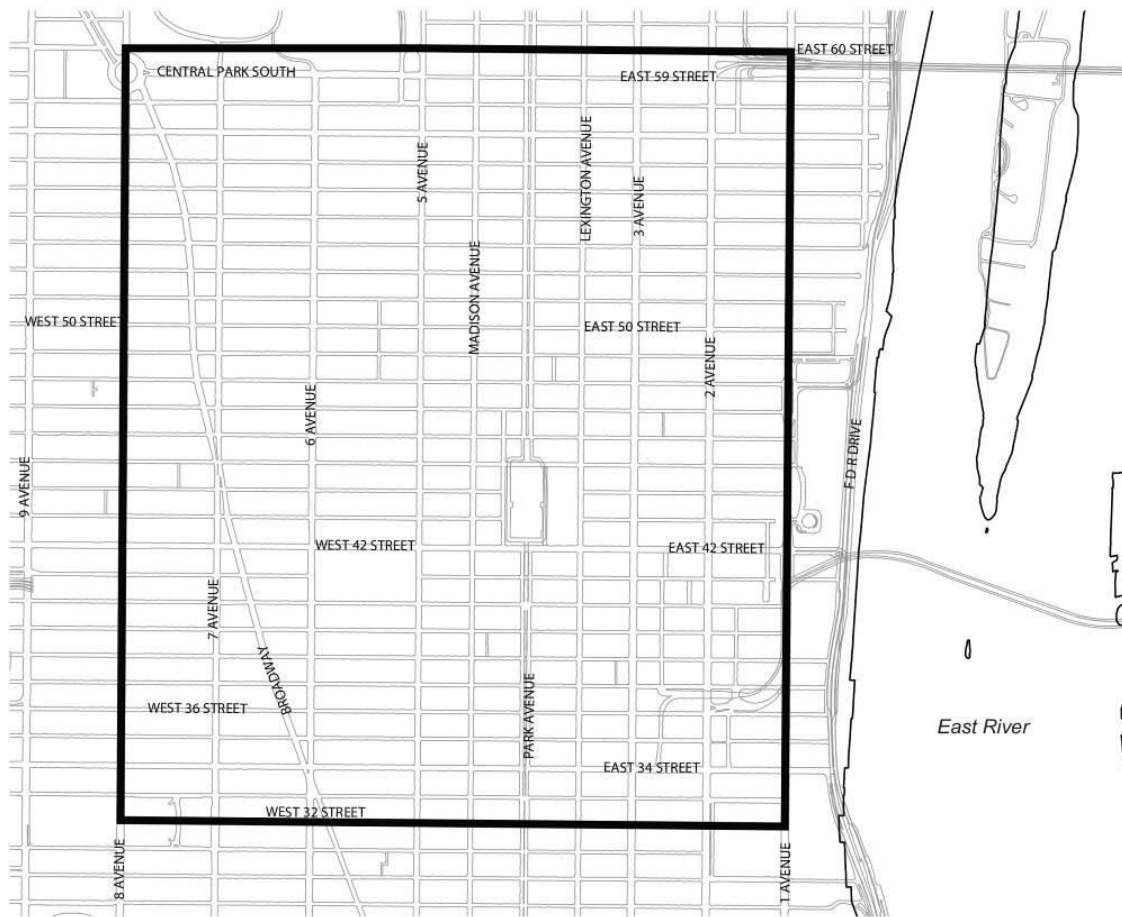 EAST 60 STREET
CENTRAL PARK SOUTH
EAST 59 STREET
LEXINGTON AVENUE
5 AVENUE
3 AVENUE
MADISON AVENUE
WEST 50 STREET
EAST 50 STREET
2 AVENUE
6 AVENUE
F D R DRIVE
9 AVENUE
WEST 42 STREET
EAST 42 STREET
7 AVENUE
BROADWAY
PARK AVENUE
WEST 36 STREET
East River
EAST 34 STREET
WEST 32 STREET
8 AVENUE
1 AVENUE